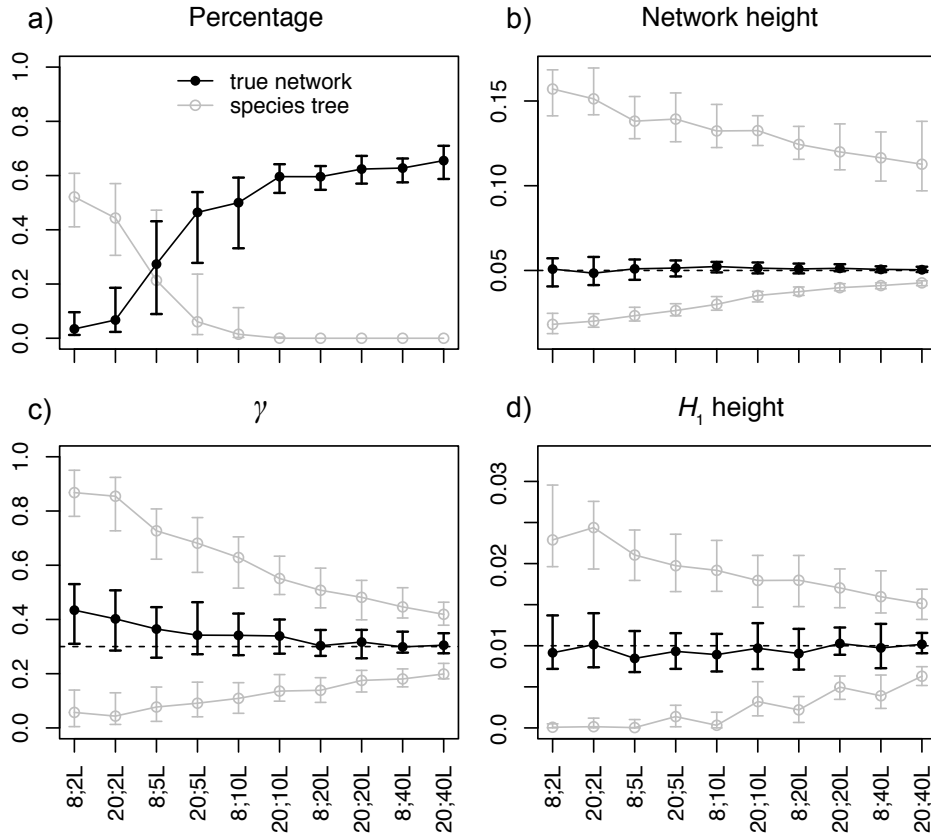 a) Percentage
1.0
0.8
0.6
0.4
0.2
0.0
true network
species tree
b) Network height
0.15
0.10
0.05
c) γ
1.0
0.8
0.6
0.4
0.2
0.0
8;2L 20;2L 8;5L 20;5L 8;10L 20;10L 8;20L 20;20L 8;40L 20;40L
d) H₁ height
0.03
0.02
0.01
0.0
8;2L 20;2L 8;5L 20;5L 8;10L 20;10L 8;20L 20;20L 8;40L 20;40L